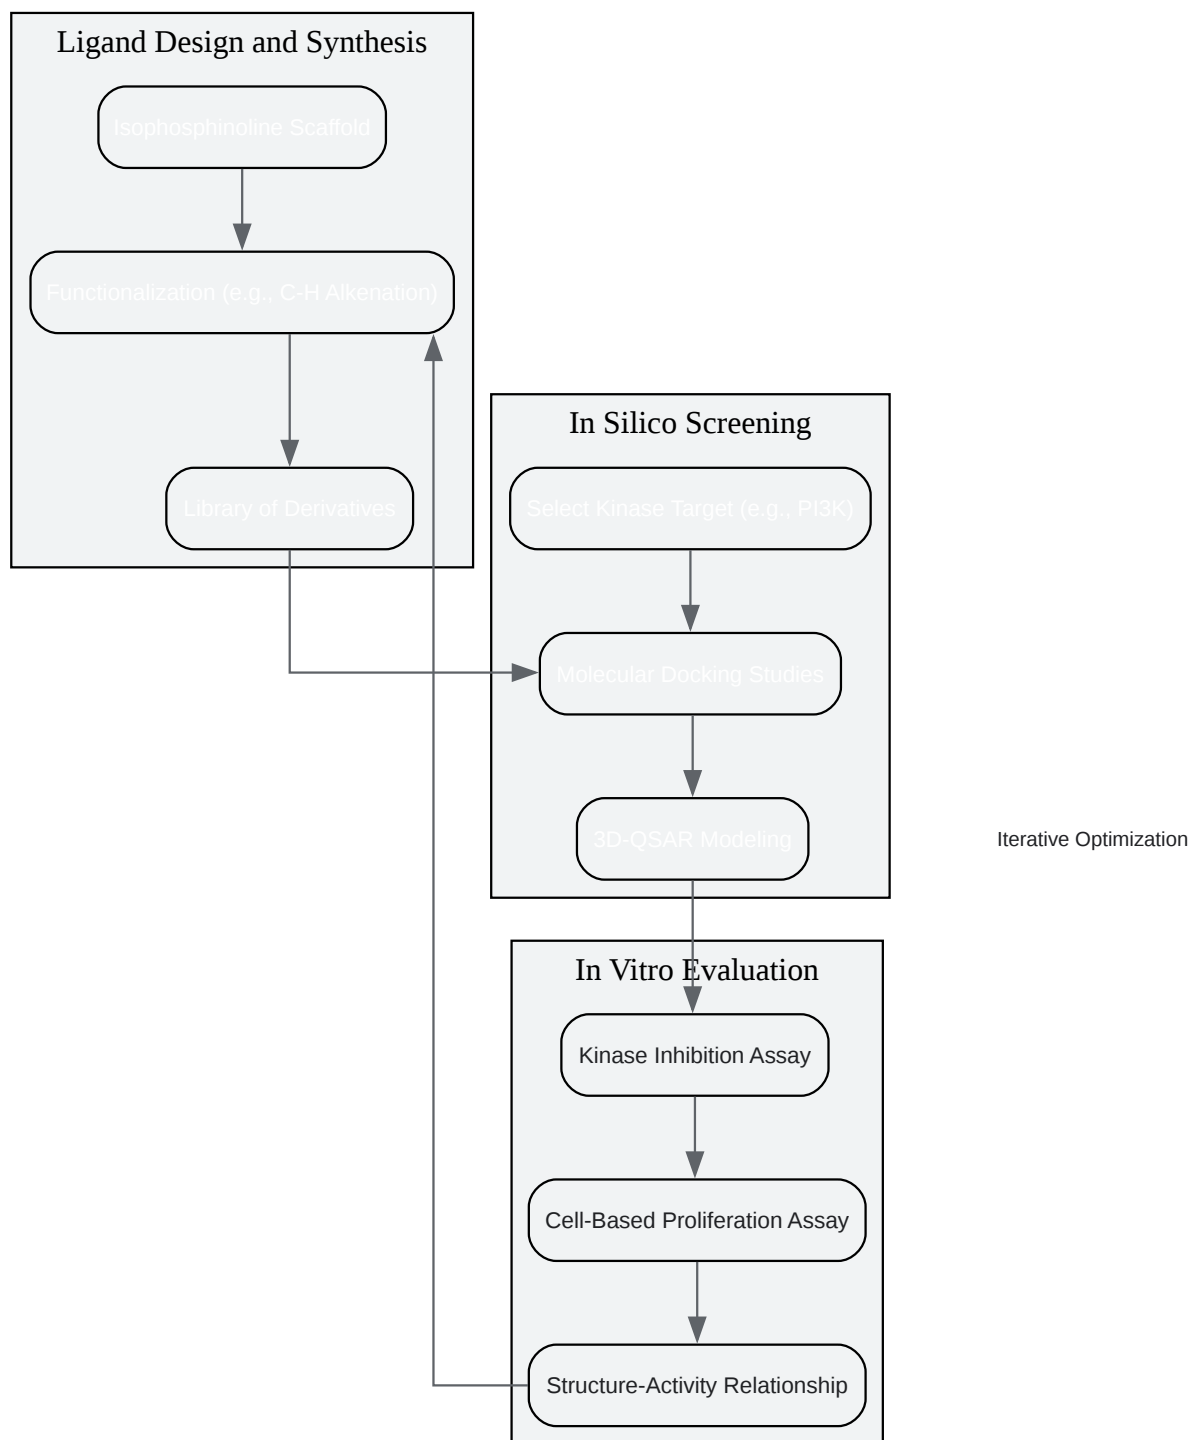 Ligand Design and Synthesis
Isophosphinoline Scaffold
Functionalization (e.g., C-H Alkenation)
Library of Derivatives
In Silico Screening
Select Kinase Target (e.g., PI3K)
Molecular Docking Studies
3D-QSAR Modeling
Iterative Optimization
In Vitro Evaluation
Kinase Inhibition Assay
Cell-Based Proliferation Assay
Structure-Activity Relationship